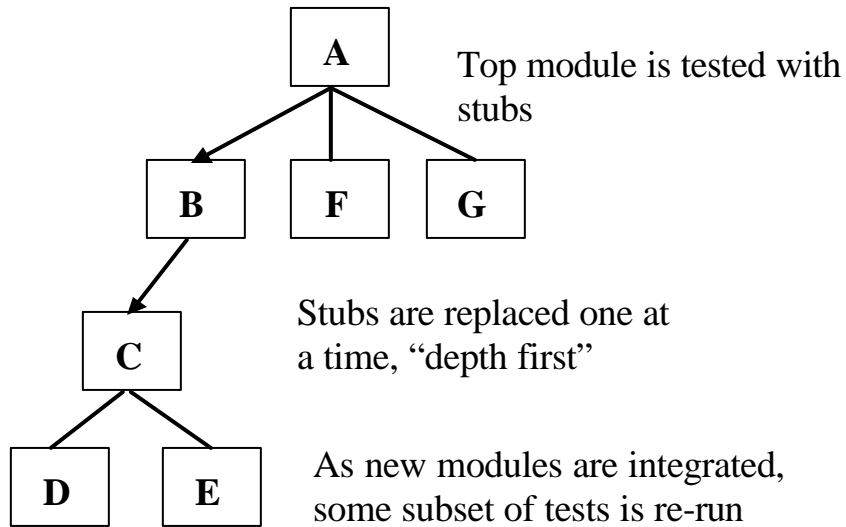 A
Top module is tested with
stubs
B
F
G
Stubs are replaced one at
a time, “depth first”
C
D
E
As new modules are integrated,
some subset of tests is re-run